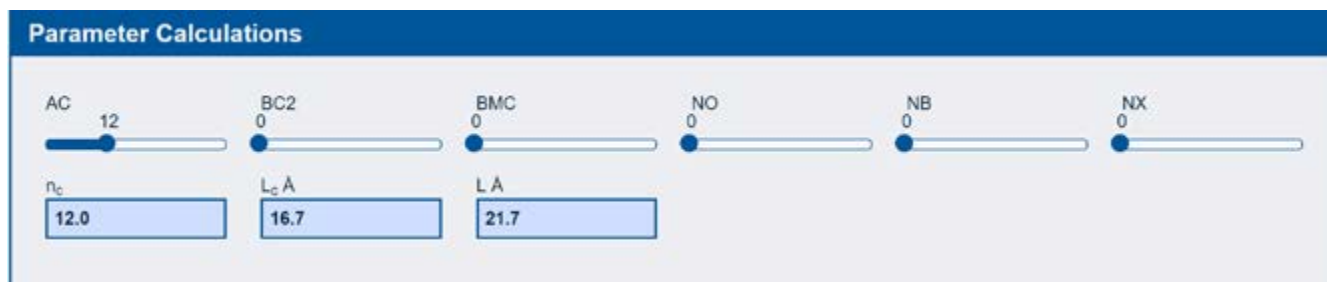 Parameter Calculations
AC BC2 BMC NO NB NX
12 0 0 0 0 0
nc Lc Å L Å
12.0 16.7 21.7